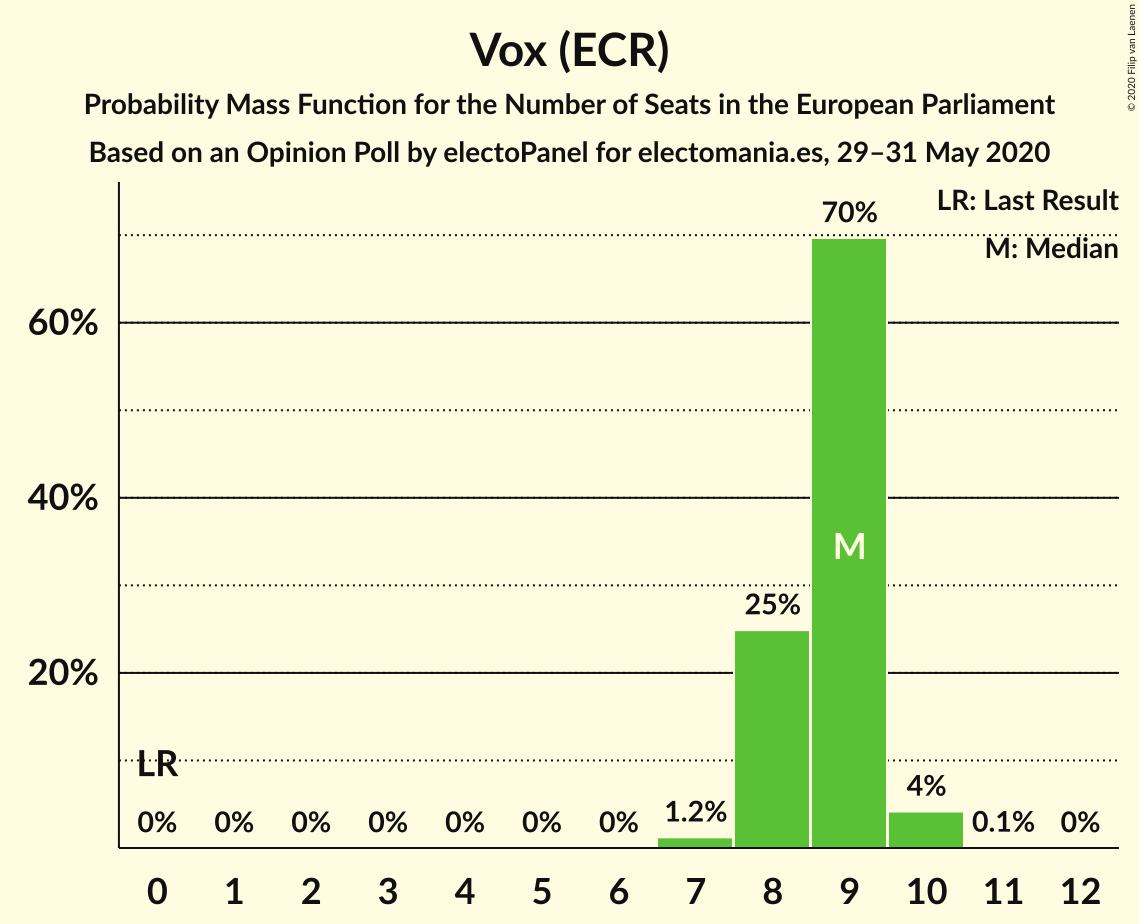 Vox (ECR)
Probability Mass Function for the Number of Seats in the European Parliament
Based on an Opinion Poll by electoPanel for electomania.es, 29–31 May 2020
© 2020 Filip van Laenen
LR: Last Result
M: Median
70%
60%
40%
M
25%
20%
LR
4%
0% 0% 0% 0% 0% 0% 0% 1.2% 0.1% 0%
0 1 2 3 4 5 6 7 8 9 10 11 12